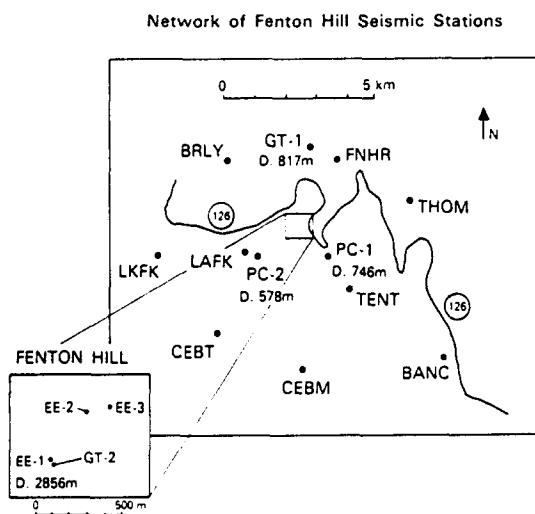 Network of Fenton Hill Seismic Stations
0 5 km
N
GT-1
D. 817m
BRLY
FNHR
THOM
126
LKFK
LAFK
PC-2
D. 578m
PC-1
D. 746m
TENT
126
CEBT
CEBM
BANC
FENTON HILL
EE-2
EE-3
EE-1
GT-2
D. 2856m
0 500 m